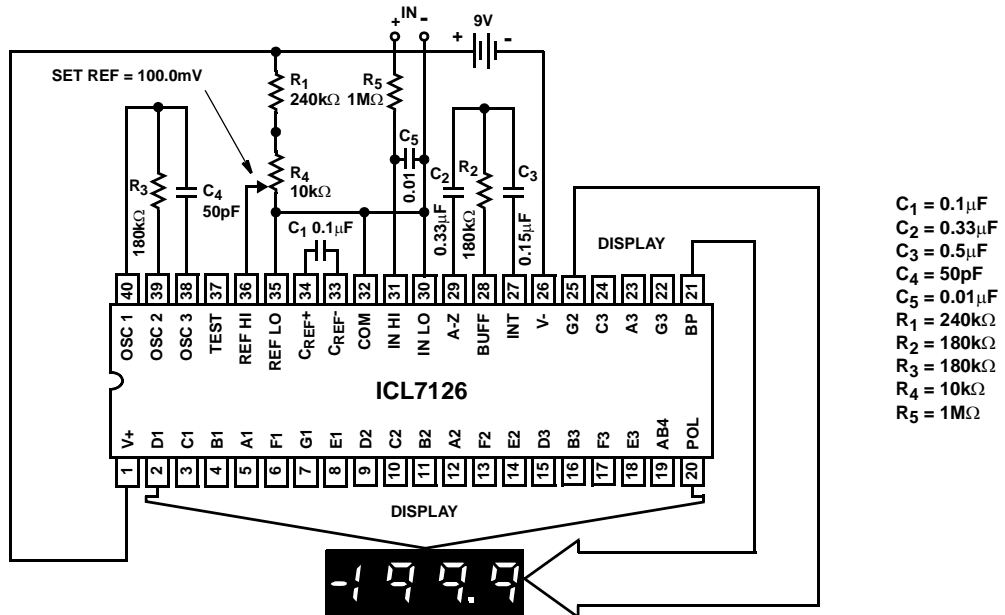 IN
+ -
9V
+ -
SET REF = 100.0mV
R1
240kΩ
R5
1MΩ
C5
0.01
R3
180kΩ
C4
50pF
R4
10kΩ
C1 0.1µF
C2
0.33µF
R2
180kΩ
C3
0.15µF
DISPLAY
40 39 38 37 36 35 34 33 32 31 30 29 28 27 26 25 24 23 22 21
OSC 1
OSC 2
OSC 3
TEST
REF HI
REF LO
CREF+
CREF-
COM
IN HI
IN LO
A-Z
BUFF
INT
V-
G2
C3
A3
G3
BP
ICL7126
V+
D1
C1
B1
A1
F1
G1
E1
D2
C2
B2
A2
F2
E2
D3
B3
F3
E3
AB4
POL
1 2 3 4 5 6 7 8 9 10 11 12 13 14 15 16 17 18 19 20
DISPLAY
-199.9
C1 = 0.1µF
C2 = 0.33µF
C3 = 0.5µF
C4 = 50pF
C5 = 0.01µF
R1 = 240kΩ
R2 = 180kΩ
R3 = 180kΩ
R4 = 10kΩ
R5 = 1MΩ